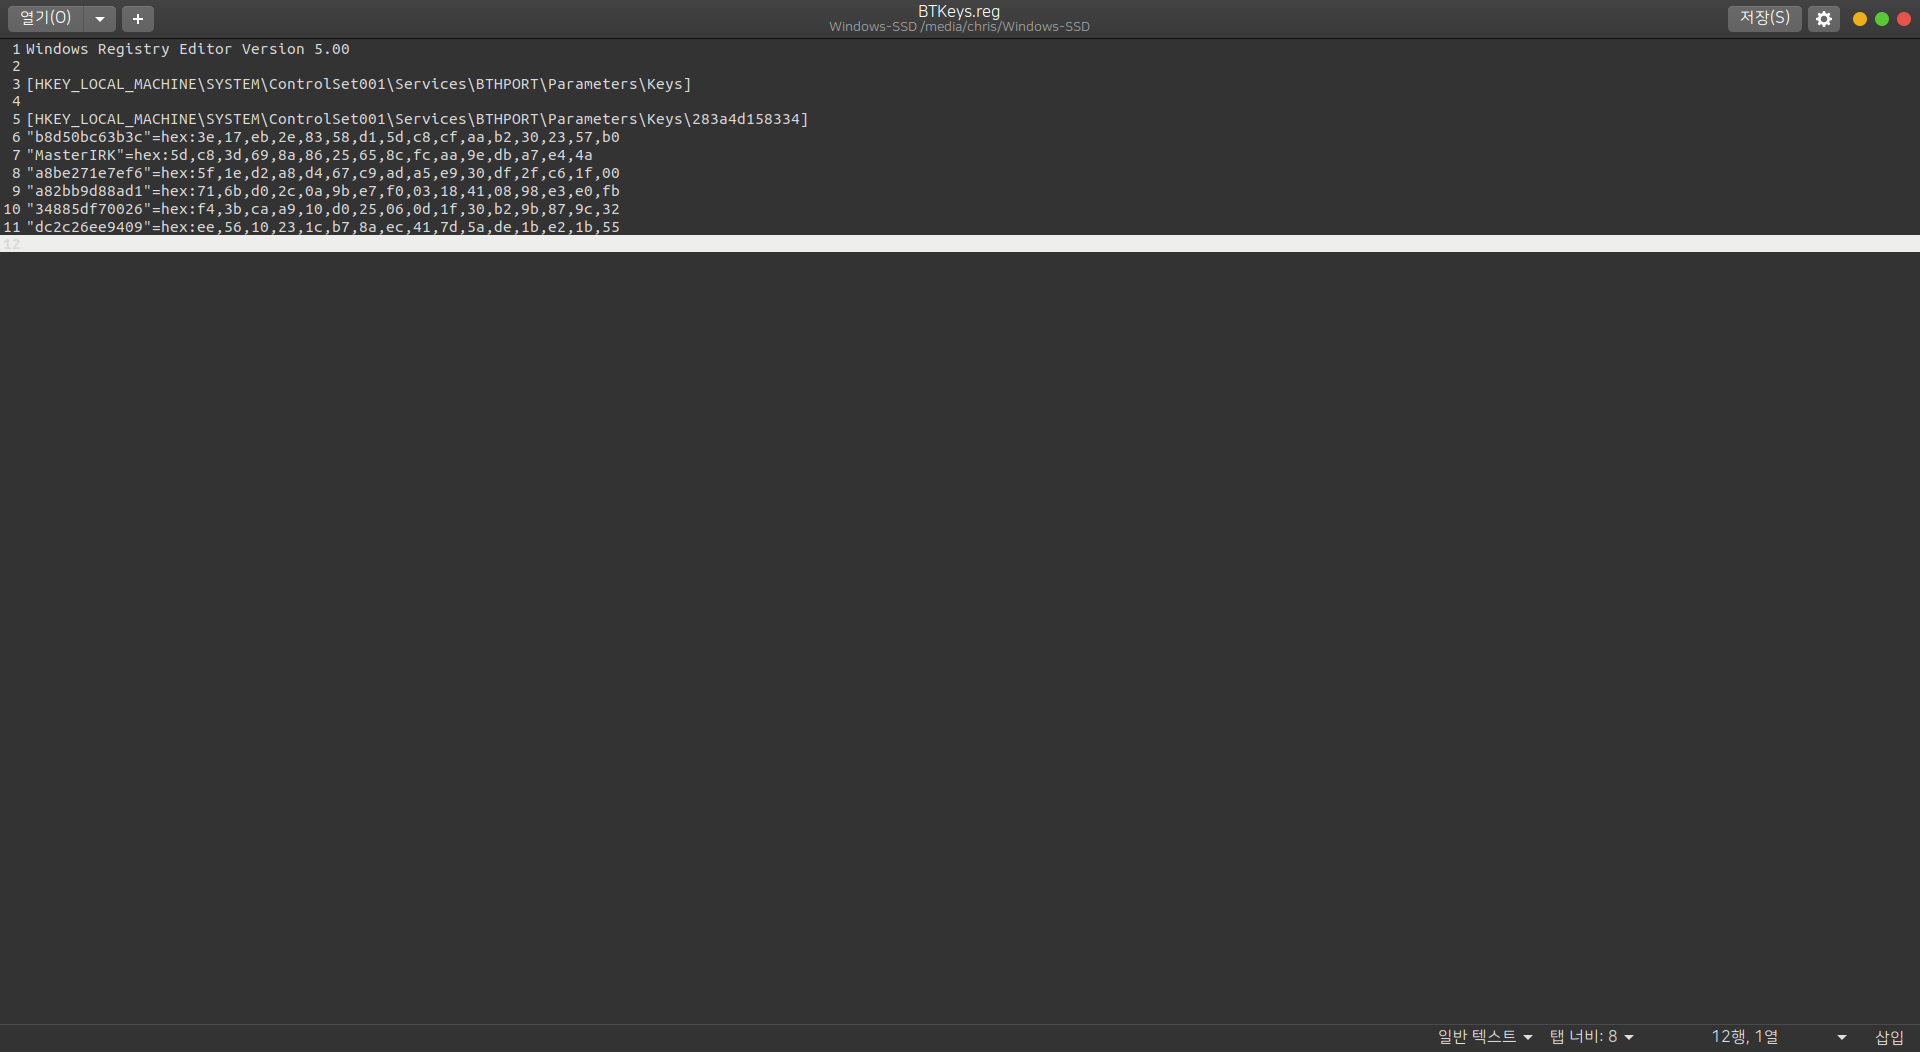 열기(O)
BTKeys.reg
Windows-SSD /media/chris/Windows-SSD
저장(S)
1 Windows Registry Editor Version 5.00
2
3 [HKEY_LOCAL_MACHINE\SYSTEM\ControlSet001\Services\BTHPORT\Parameters\Keys]
4
5 [HKEY_LOCAL_MACHINE\SYSTEM\ControlSet001\Services\BTHPORT\Parameters\Keys\283a4d158334]
6 "b8d50bc63b3c"=hex:3e,17,eb,2e,83,58,d1,5d,c8,cf,aa,b2,30,23,57,b0
7 "MasterIRK"=hex:5d,c8,3d,69,8a,86,25,65,8c,fc,aa,9e,db,a7,e4,4a
8 "a8be271e7ef6"=hex:5f,1e,d2,a8,d4,67,c9,ad,a5,e9,30,df,2f,c6,1f,00
9 "a82bb9d88ad1"=hex:71,6b,d0,2c,0a,9b,e7,f0,03,18,41,08,98,e3,e0,fb
10 "34885df70026"=hex:f4,3b,ca,a9,10,d0,25,06,0d,1f,30,b2,9b,87,9c,32
11 "dc2c26ee9409"=hex:ee,56,10,23,1c,b7,8a,ec,41,7d,5a,de,1b,e2,1b,55
12
일반 텍스트
탭 너비: 8
12행, 1열
삽입